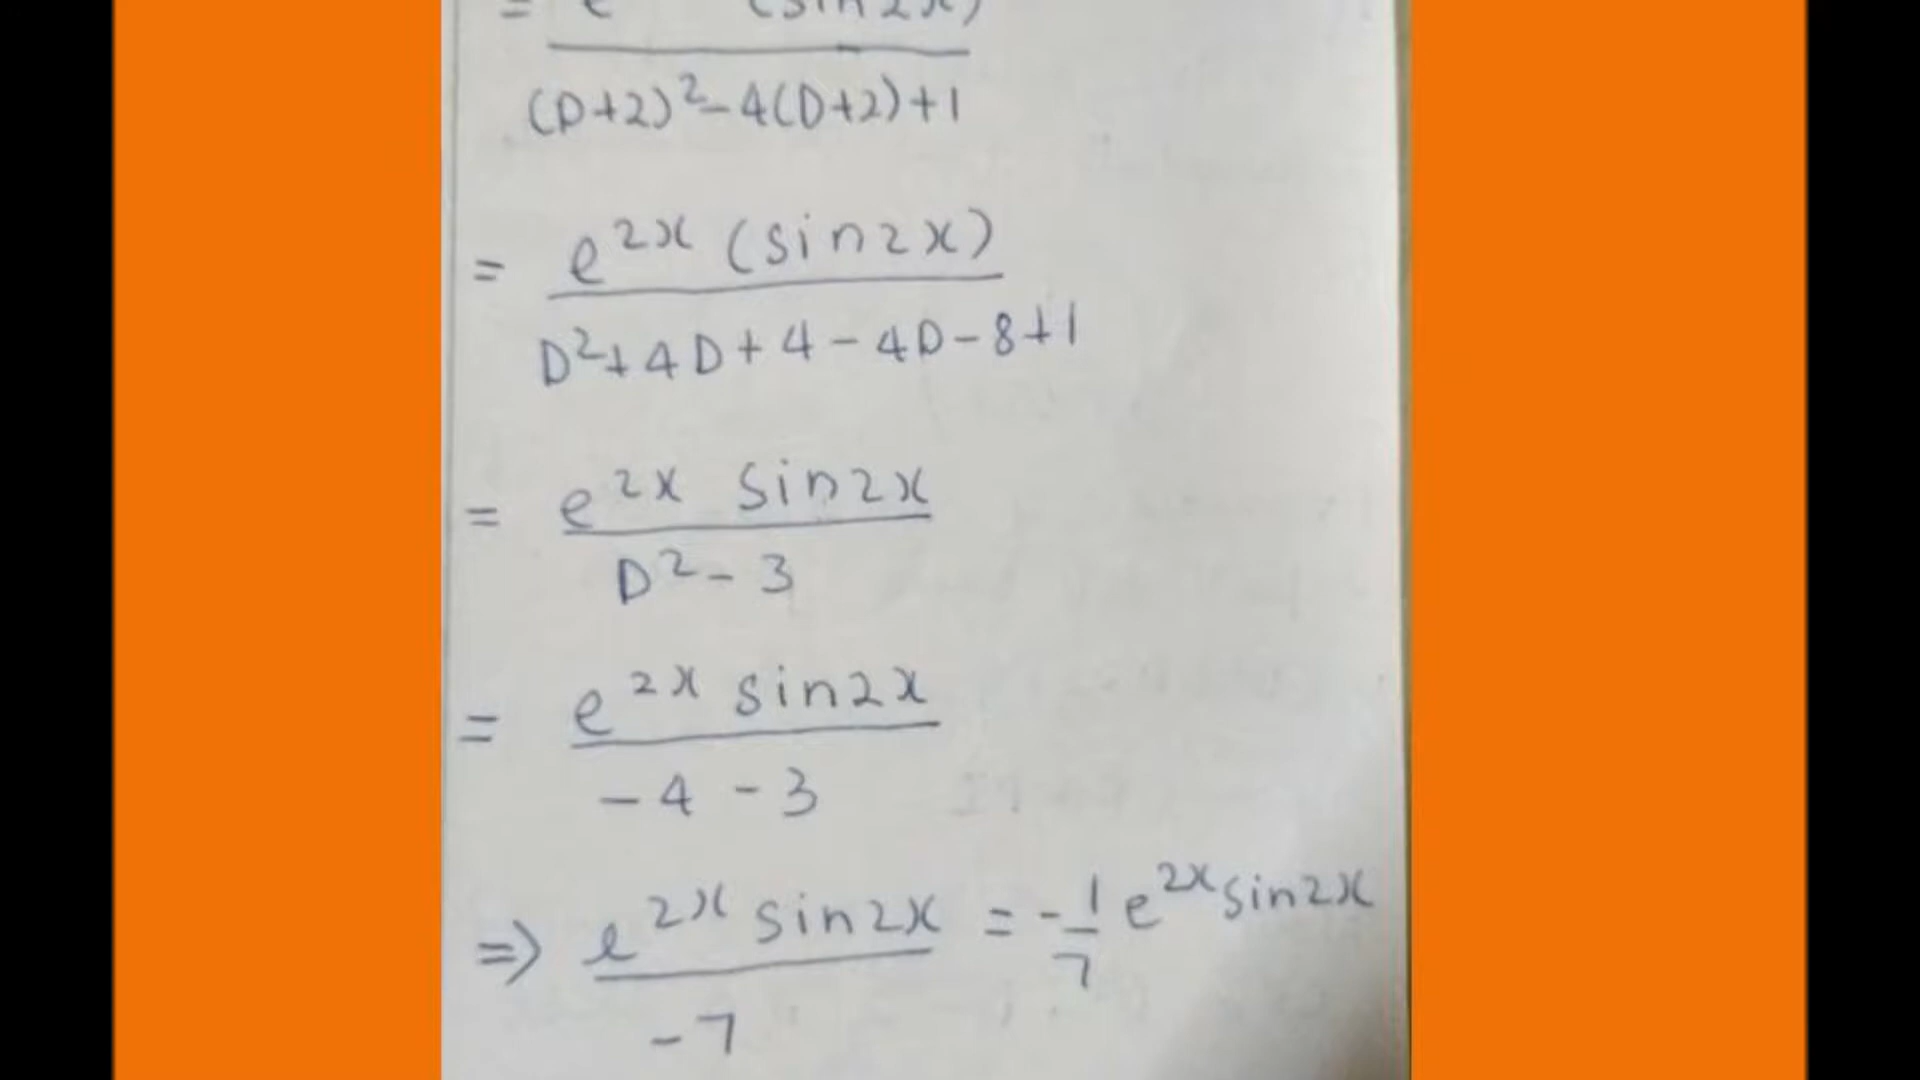 = e (sin2x)
(D+2)²-4(D+2)+1
= e^2x (sin2x)
D²+4D+4-4D-8+1
= e^2x sin2x
D²-3
= e^2x sin2x
-4-3
⇒ e^2x sin2x = -1/7 e^2x sin2x
-7